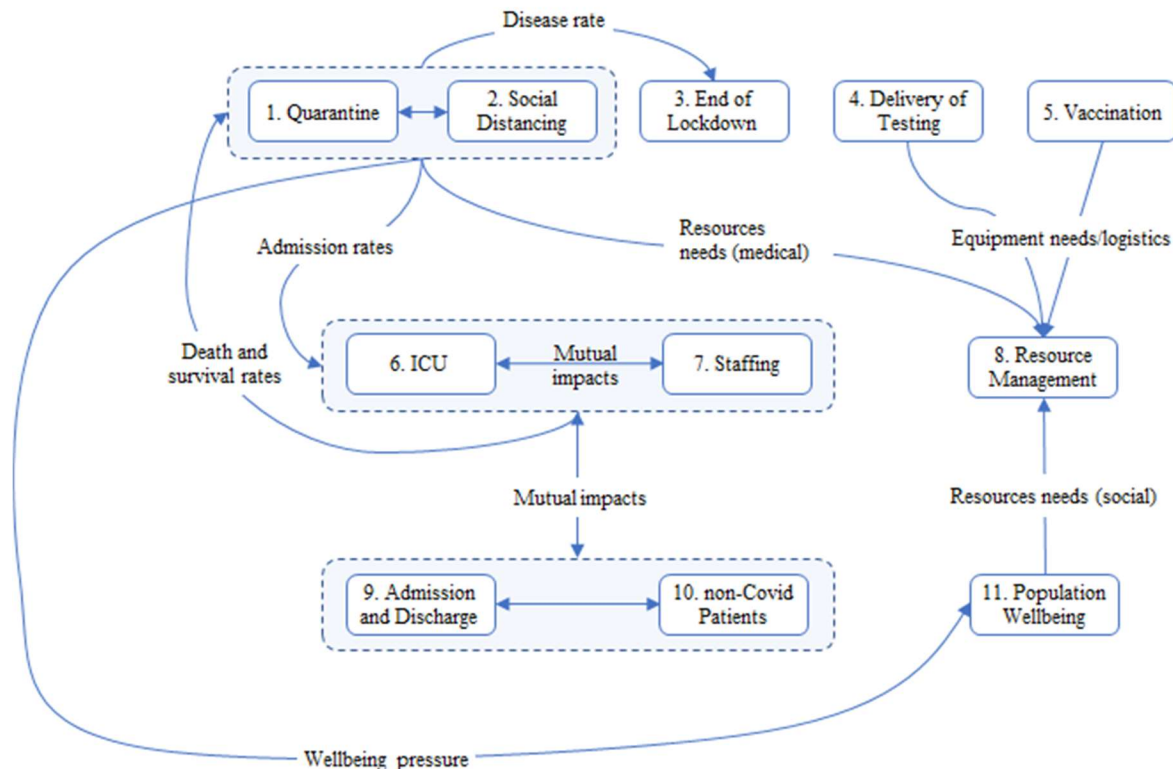 Disease rate
1. Quarantine
2. Social
Distancing
3. End of
Lockdown
4. Delivery of
Testing
5. Vaccination
Admission rates
Resources
needs (medical)
Equipment needs/logistics
Death and
survival rates
6. ICU
Mutual
impacts
7. Staffing
8. Resource
Management
Mutual impacts
Resources needs (social)
9. Admission
and Discharge
10. non-Covid
Patients
11. Population
Wellbeing
Wellbeing pressure